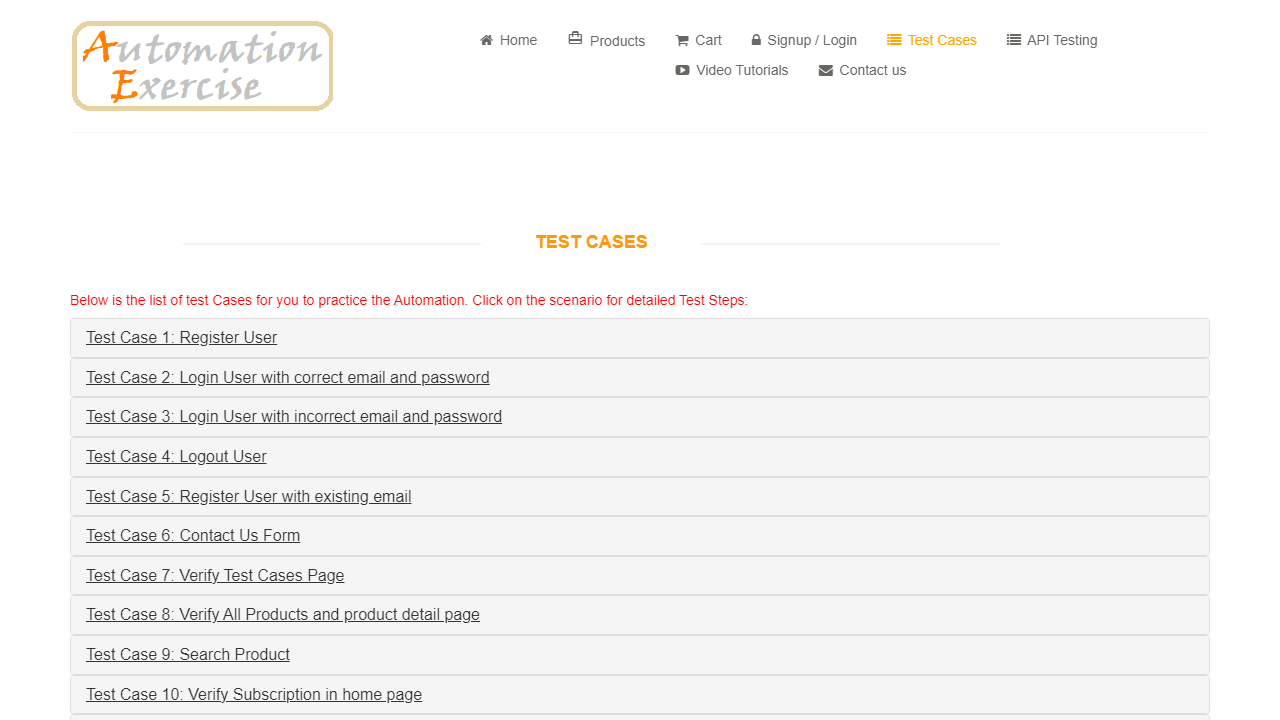 Automation
Exercise
Home Products Cart Signup / Login Test Cases API Testing
Video Tutorials Contact us
TEST CASES
Below is the list of test Cases for you to practice the Automation. Click on the scenario for detailed Test Steps:
Test Case 1: Register User
Test Case 2: Login User with correct email and password
Test Case 3: Login User with incorrect email and password
Test Case 4: Logout User
Test Case 5: Register User with existing email
Test Case 6: Contact Us Form
Test Case 7: Verify Test Cases Page
Test Case 8: Verify All Products and product detail page
Test Case 9: Search Product
Test Case 10: Verify Subscription in home page